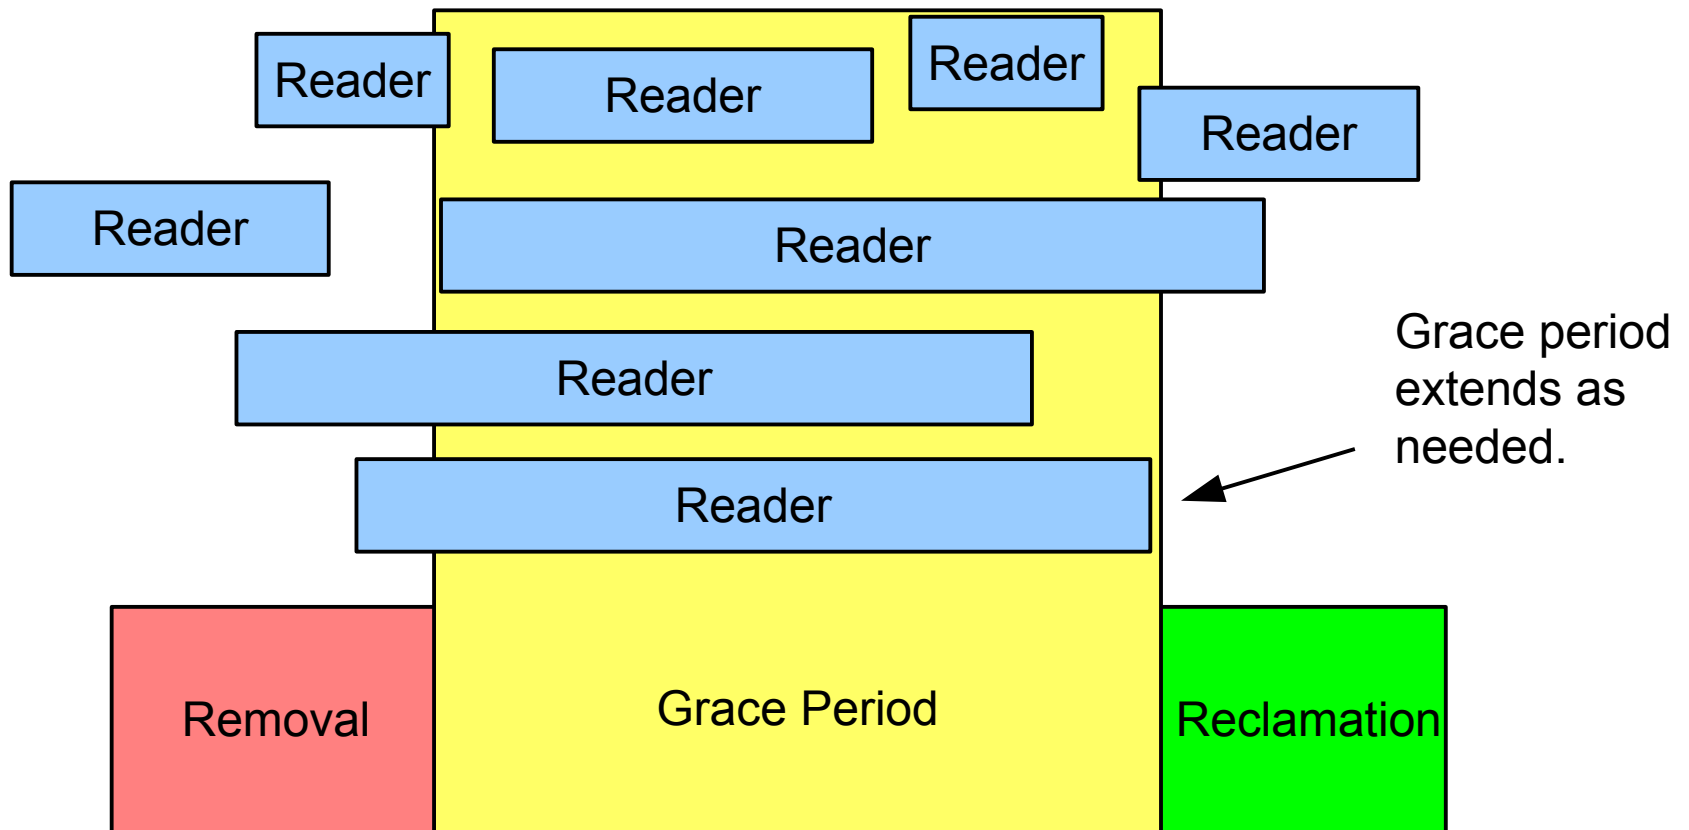 Reader
Reader
Reader
Reader
Reader
Reader
Reader
Reader
Grace period
extends as
needed.
Removal
Grace Period
Reclamation